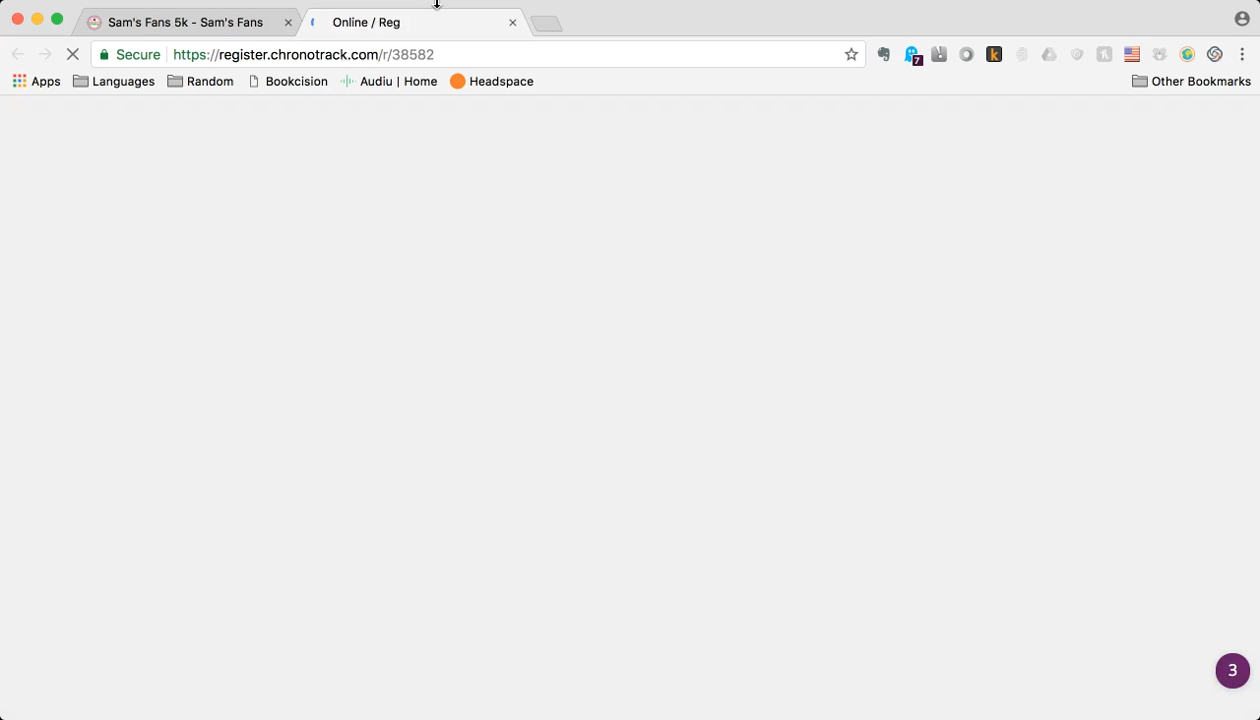 Sam's Fans 5k - Sam's Fans
Online / Reg
Secure https://register.chronotrack.com/r/38582
7
k
Apps Languages Random Bookcision Audiu | Home Headspace Other Bookmarks
3